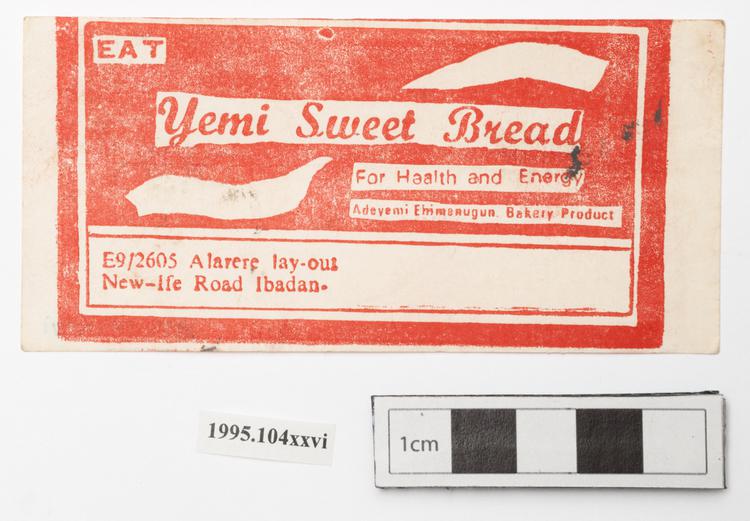 EAT
Yemi Sweet Bread
For Health and Energy
Adeyemi Ehimenugun. Bakery Product
E9/2605 Alarere lay-out
New-Ife Road Ibadan.
1995.104xxvi
1cm